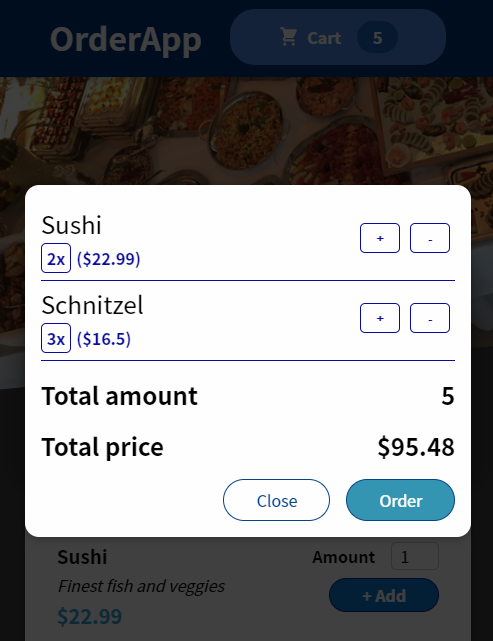 OrderApp Cart 5
Sushi
2x ($22.99) + -
Schnitzel
3x ($16.5) + -
Total amount 5
Total price $95.48
Close Order
Sushi Amount 1
Finest fish and veggies
+ Add
$22.99